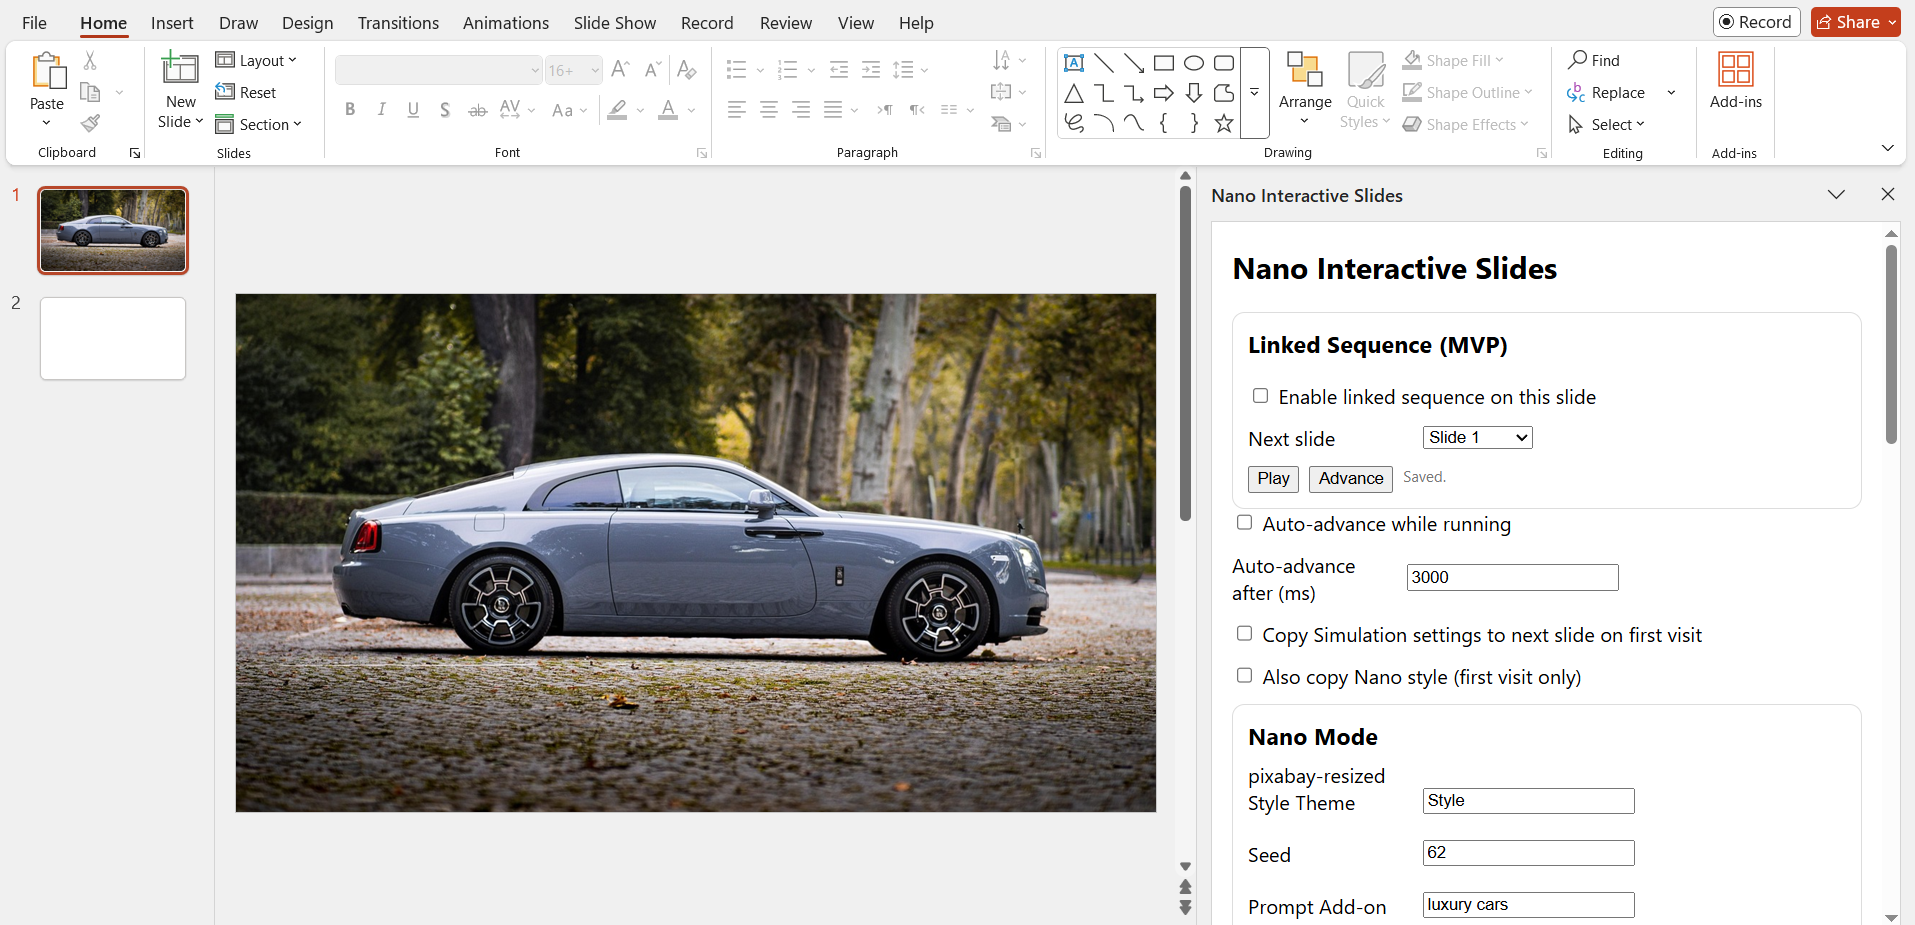 File Home Insert Draw Design Transitions Animations Slide Show Record Review View Help Record Share
Paste
Clipboard
New
Slide
Layout
Reset
Section
Slides
16+
B I U S ab AV Aa A
Font
Paragraph
Arrange
Quick
Styles
Shape Fill
Shape Outline
Shape Effects
Drawing
Find
Replace
Select
Editing
Add-ins
Add-ins
1
2
Nano Interactive Slides
Nano Interactive Slides
Linked Sequence (MVP)
Enable linked sequence on this slide
Next slide Slide 1
Play Advance Saved.
Auto-advance while running
Auto-advance
after (ms) 3000
Copy Simulation settings to next slide on first visit
Also copy Nano style (first visit only)
Nano Mode
pixabay-resized
Style Theme Style
Seed 62
Prompt Add-on luxury cars